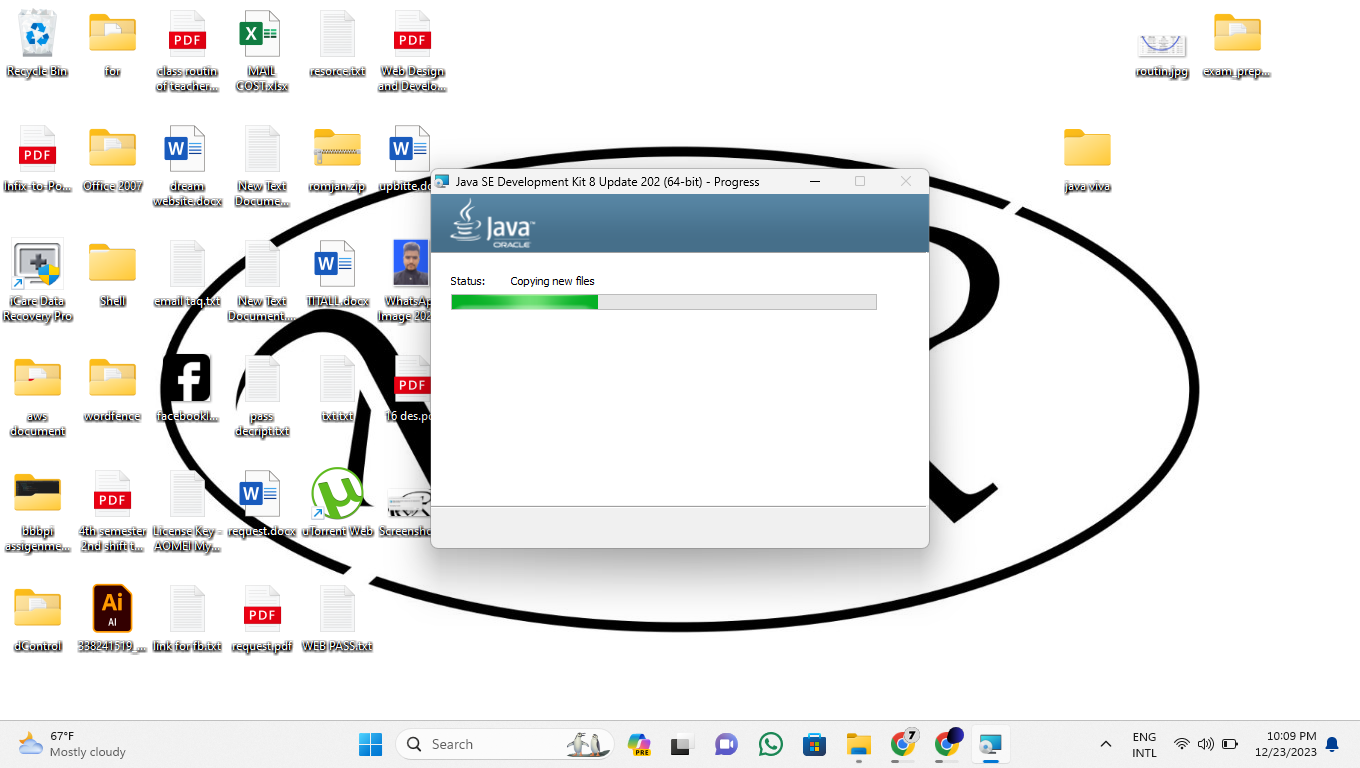 Recycle Bin
for
class routin
of teacher...
MAIL
COST.xlsx
resorce.txt
Web Design
and Develo...
routin.jpg
exam_prep...
Infix-to-Po...
Office 2007
dream
website.docx
New Text
Docume...
romjan.zip
upbitte.do
java viva
iCare Data
Recovery Pro
Shell
email taq.txt
New Text
Document....
TITALL.docx
WhatsAp
Image 202
aws
document
wordfence
facebookl...
pass
decript.txt
txt.txt
16 des.pd
bbbpi
assigenme...
4th semester
2nd shift t...
License Key -
AOMEI My...
request.docx
uTorrent Web
Screensho
dControl
338241519_...
link for fb.txt
request.pdf
WEB PASS.txt
PDF
PDF
PDF
PDF
PDF
PDF
Ai
AI
Java SE Development Kit 8 Update 202 (64-bit) - Progress
Java™
ORACLE
Status: Copying new files
67°F
Mostly cloudy
Search
PRE
7
ENG
INTL
10:09 PM
12/23/2023